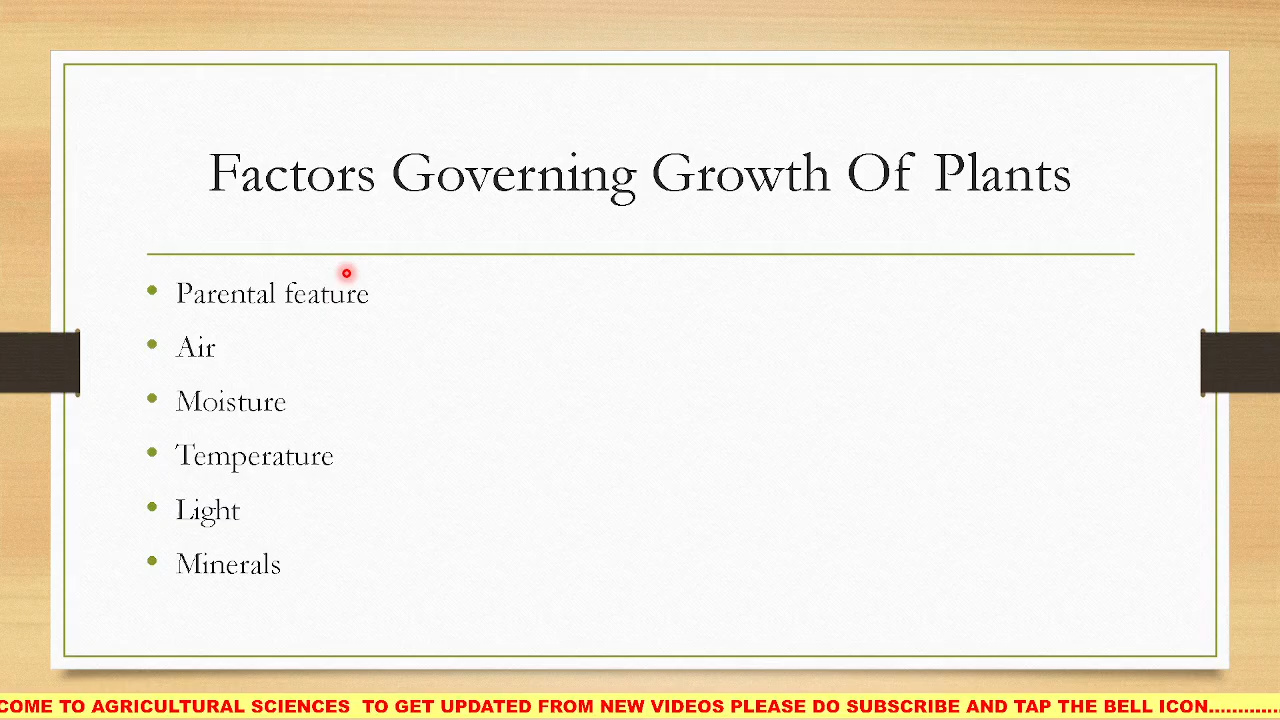 Factors Governing Growth Of Plants
Parental feature
Air
Moisture
Temperature
Light
Minerals
COME TO AGRICULTURAL SCIENCES TO GET UPDATED FROM NEW VIDEOS PLEASE DO SUBSCRIBE AND TAP THE BELL ICON.............